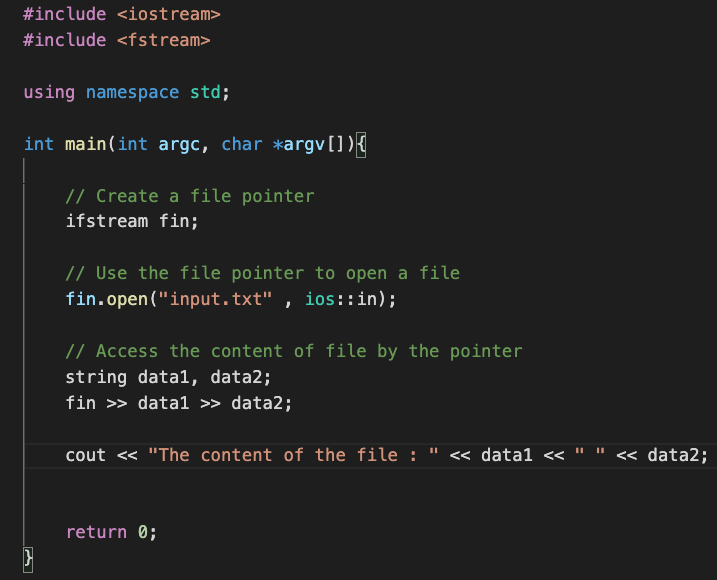 #include <iostream>
#include <fstream>
using namespace std;
int main(int argc, char *argv[]){
// Create a file pointer
ifstream fin;
// Use the file pointer to open a file
fin.open("input.txt" , ios::in);
// Access the content of file by the pointer
string data1, data2;
fin >> data1 >> data2;
cout << "The content of the file : " << data1 << " " << data2;
return 0;
}